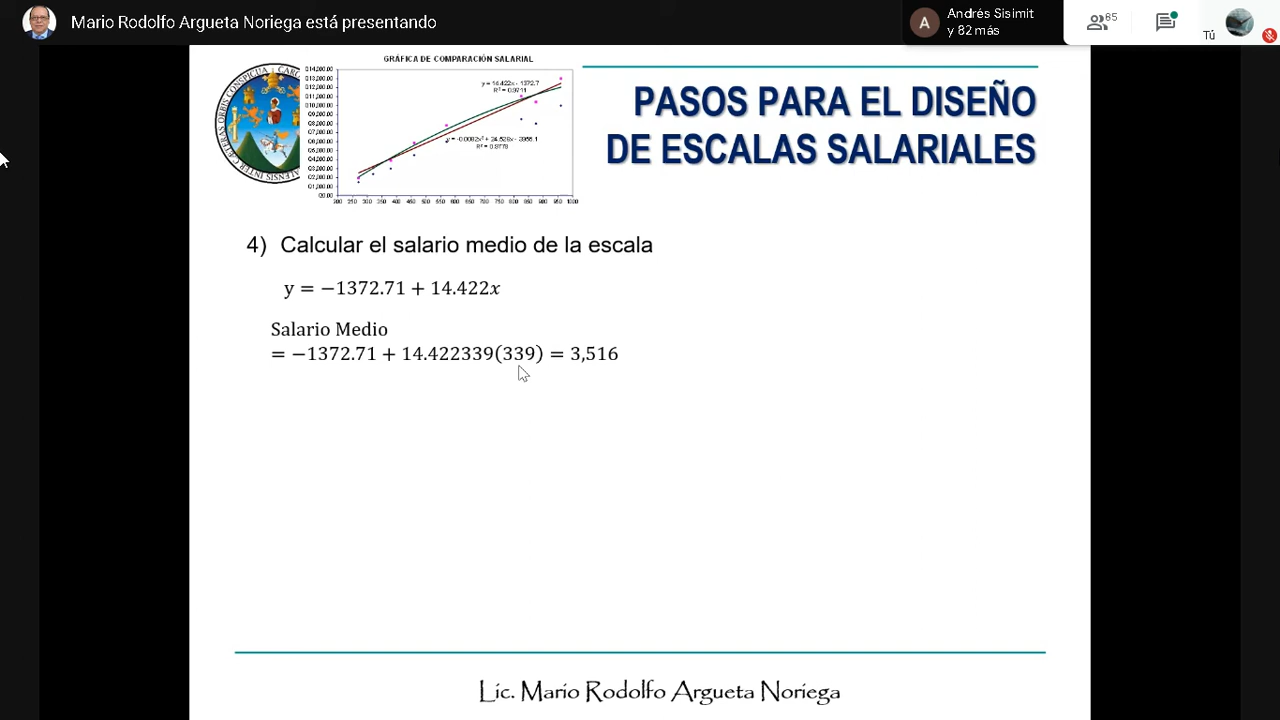 Mario Rodolfo Argueta Noriega está presentando
Andrés Sisimit
y 82 más
85
Tú
A
GRÁFICA DE COMPARACIÓN SALARIAL
PASOS PARA EL DISEÑO
DE ESCALAS SALARIALES
4) Calcular el salario medio de la escala
y = −1372.71 + 14.422x
Salario Medio
= −1372.71 + 14.422339(339) = 3,516
Lic. Mario Rodolfo Argueta Noriega